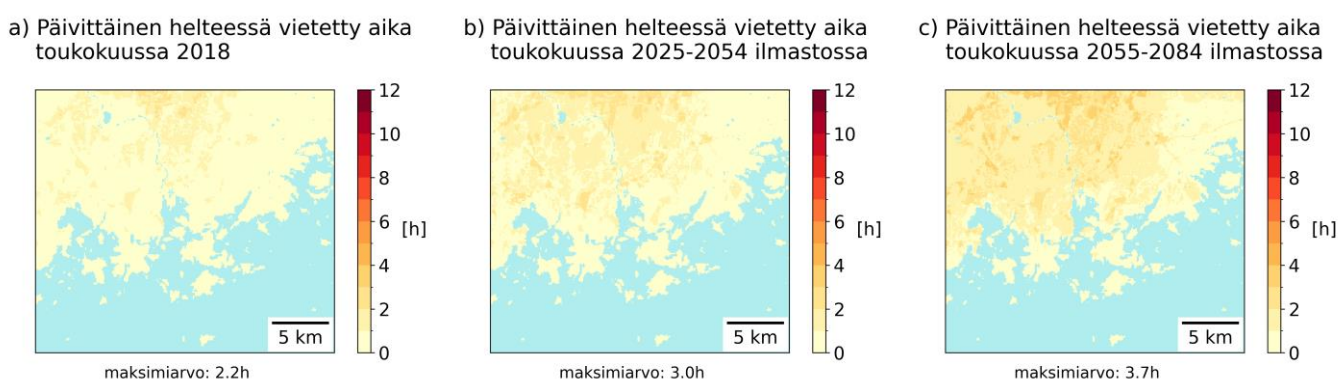 a) Päivittäinen helteessä vietetty aika
toukokuussa 2018
12
10
8
6
4
2
0
[h]
5 km
maksimiarvo: 2.2h
b) Päivittäinen helteessä vietetty aika
toukokuussa 2025-2054 ilmastossa
12
10
8
6
4
2
0
[h]
5 km
maksimiarvo: 3.0h
c) Päivittäinen helteessä vietetty aika
toukokuussa 2055-2084 ilmastossa
12
10
8
6
4
2
0
[h]
5 km
maksimiarvo: 3.7h